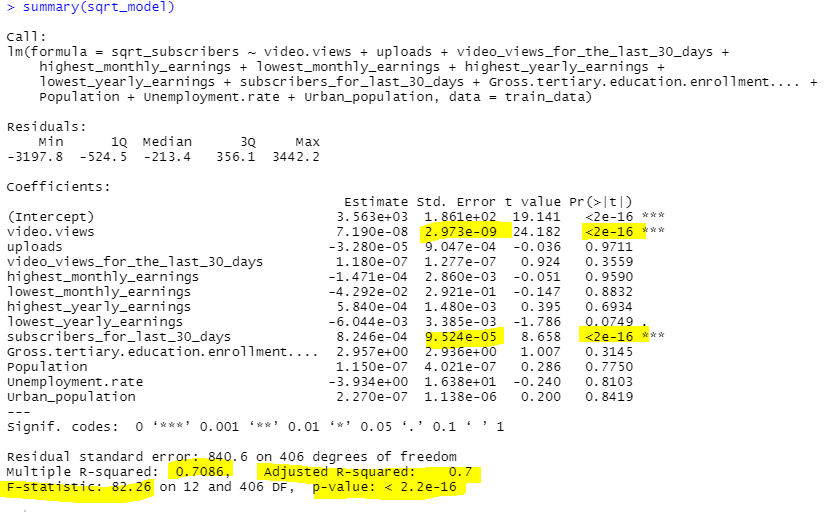 > summary(sqrt_model)
Call:
lm(formula = sqrt_subscribers ~ video.views + uploads + video_views_for_the_last_30_days +
highest_monthly_earnings + lowest_monthly_earnings + highest_yearly_earnings +
lowest_yearly_earnings + subscribers_for_last_30_days + Gross.tertiary.education.enrollment.... +
Population + Unemployment.rate + Urban_population, data = train_data)
Residuals:
Min 1Q Median 3Q Max
-3197.8 -524.5 -213.4 356.1 3442.2
Coefficients:
Estimate Std. Error t value Pr(>|t|)
(Intercept) 3.563e+03 1.861e+02 19.141 <2e-16 ***
video.views 7.190e-08 2.973e-09 24.182 <2e-16 ***
uploads -3.280e-05 9.047e-04 -0.036 0.9711
video_views_for_the_last_30_days 1.180e-07 1.277e-07 0.924 0.3559
highest_monthly_earnings -1.471e-04 2.860e-03 -0.051 0.9590
lowest_monthly_earnings -4.292e-02 2.921e-01 -0.147 0.8832
highest_yearly_earnings 5.840e-04 1.480e-03 0.395 0.6934
lowest_yearly_earnings -6.044e-03 3.385e-03 -1.786 0.0749 .
subscribers_for_last_30_days 8.246e-04 9.524e-05 8.658 <2e-16 ***
Gross.tertiary.education.enrollment.... 2.957e+00 2.936e+00 1.007 0.3145
Population 1.150e-07 4.021e-07 0.286 0.7750
Unemployment.rate -3.934e+00 1.638e+01 -0.240 0.8103
Urban_population 2.270e-07 1.138e-06 0.200 0.8419
---
Signif. codes: 0 ‘***’ 0.001 ‘**’ 0.01 ‘*’ 0.05 ‘.’ 0.1 ‘ ’ 1
Residual standard error: 840.6 on 406 degrees of freedom
Multiple R-squared: 0.7086, Adjusted R-squared: 0.7
F-statistic: 82.26 on 12 and 406 DF, p-value: < 2.2e-16